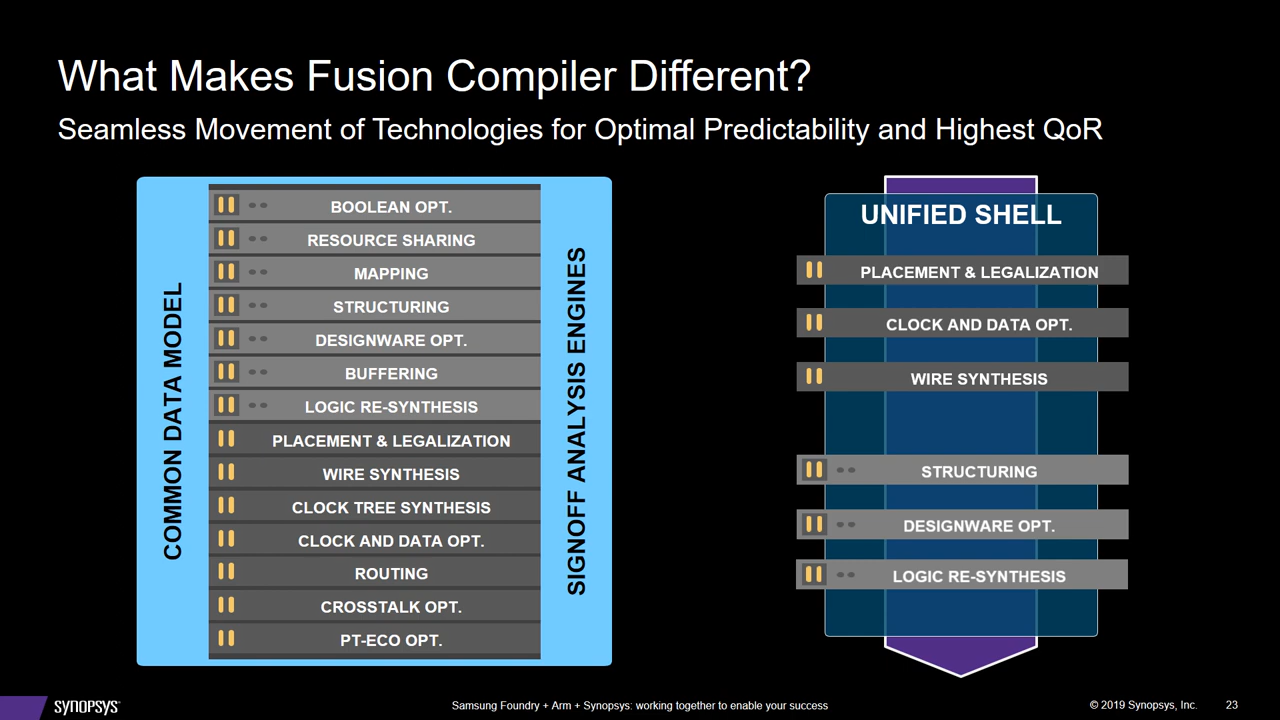 What Makes Fusion Compiler Different?
Seamless Movement of Technologies for Optimal Predictability and Highest QoR
COMMON DATA MODEL
BOOLEAN OPT.
RESOURCE SHARING
MAPPING
STRUCTURING
DESIGNWARE OPT.
BUFFERING
LOGIC RE-SYNTHESIS
PLACEMENT & LEGALIZATION
WIRE SYNTHESIS
CLOCK TREE SYNTHESIS
CLOCK AND DATA OPT.
ROUTING
CROSSTALK OPT.
PT-ECO OPT.
SIGNOFF ANALYSIS ENGINES
UNIFIED SHELL
PLACEMENT & LEGALIZATION
CLOCK AND DATA OPT.
WIRE SYNTHESIS
STRUCTURING
DESIGNWARE OPT.
LOGIC RE-SYNTHESIS
SYNOPSYS
Samsung Foundry + Arm + Synopsys: working together to enable your success
© 2019 Synopsys, Inc.
23